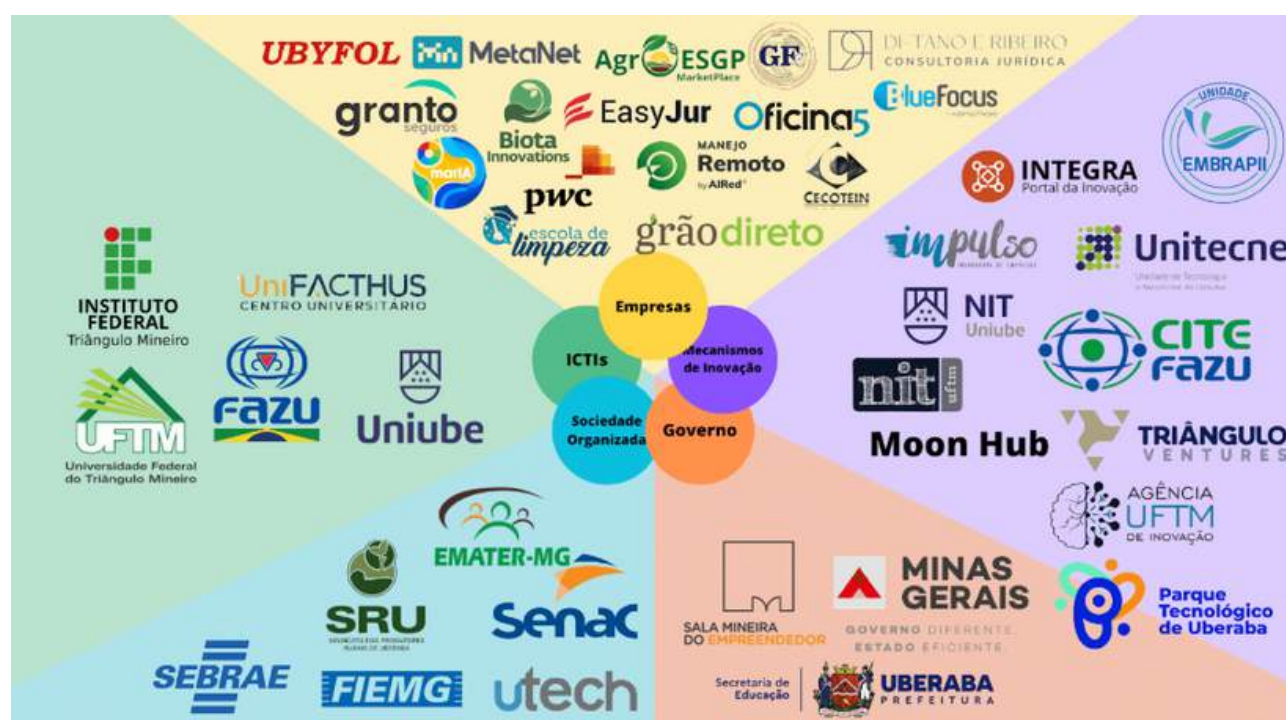 UBYFOL
MetaNet
AgroESGP
MarketPlace
GF
DI-TANO E RIBEIRO
CONSULTORIA JURÍDICA
granto
seguros
Biota
Innovations
EasyJur
Oficina5
BlueFocus
marIA
pwc
MANEJO
Remoto
by AIRed
CECOTEIN
escola de
limpeza
grãodireto
UNIDADE
EMBRAPII
INTEGRA
Portal da Inovação
impulso
Unitecne
NIT
Uniube
CITE
FAZU
nit
uftm
Moon Hub
TRIÂNGULO
VENTURES
AGÊNCIA
UFTM
DE INOVAÇÃO
Parque
Tecnológico
de Uberaba
INSTITUTO
FEDERAL
Triângulo Mineiro
UniFACTHUS
CENTRO UNIVERSITÁRIO
FAZU
Uniube
UFTM
Universidade Federal
do Triângulo Mineiro
Empresas
ICTIs
Mecanismos
de Inovação
Sociedade
Organizada
Governo
EMATER-MG
SRU
Senac
SEBRAE
FIEMG
utech
SALA MINEIRA
DO EMPREENDEDOR
MINAS
GERAIS
GOVERNO DIFERENTE.
ESTADO EFICIENTE.
Secretaria de
Educação
UBERABA
PREFEITURA